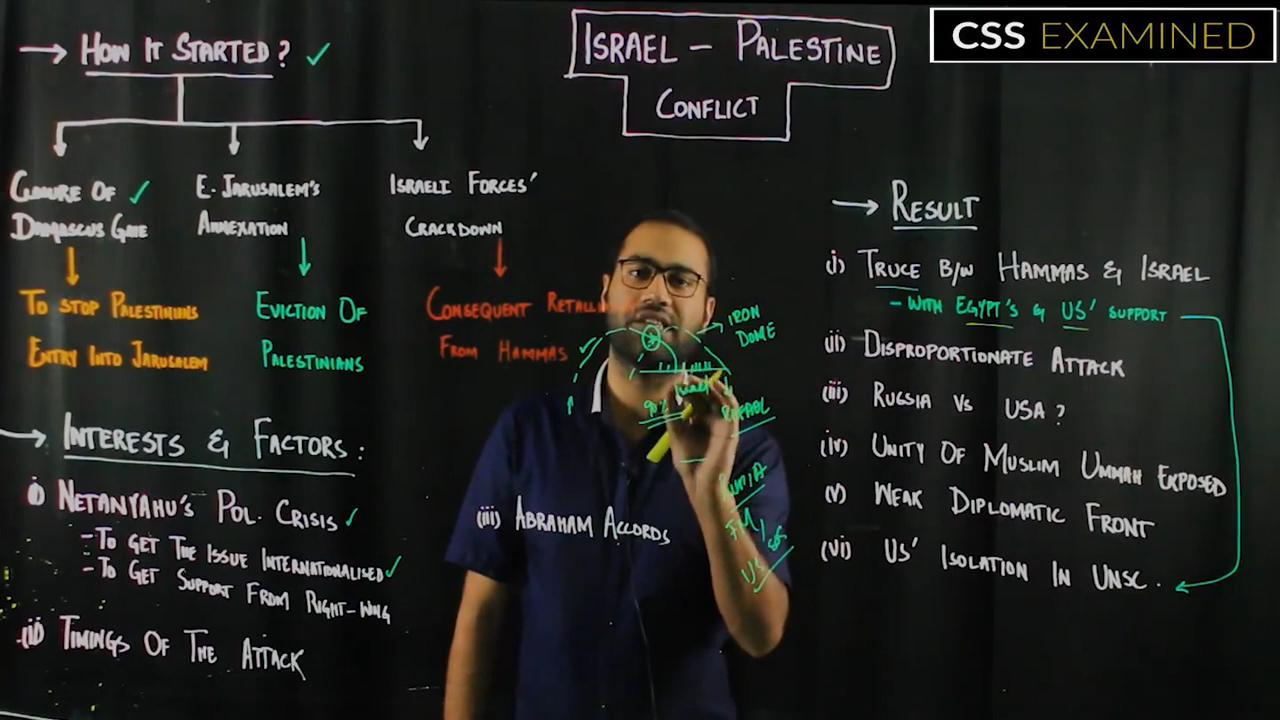 CSS EXAMINED
ISRAEL – PALESTINE
CONFLICT
→ HOW IT STARTED? ✓
CLOSURE OF ✓
DAMASCUS GATE
TO STOP PALESTINIANS
ENTRY INTO JARUSALEM
E. JARUSALEM'S
ANNEXATION
EVICTION OF
PALESTINIANS
ISRAELI FORCES'
CRACKDOWN
CONSEQUENT
FROM HAMMAS
→ INTERESTS & FACTORS:
(i) NETANYAHU'S POL. CRISIS ✓
- TO GET THE ISSUE INTERNATIONALISED ✓
- TO GET SUPPORT FROM RIGHT-WING
(ii) TIMINGS OF THE ATTACK
(iii) ABRAHAM ACCORDS
IRON
DOME
90%
RAFAEL
US
→ RESULT
i) TRUCE B/W HAMMAS & ISRAEL
- WITH EGYPT'S & US' SUPPORT
(ii) DISPROPORTIONATE ATTACK
(iii) RUSSIA VS USA?
(iv) UNITY OF MUSLIM UMMAH EXPOSED
(v) WEAK DIPLOMATIC FRONT
(vi) US' ISOLATION IN UNSC.